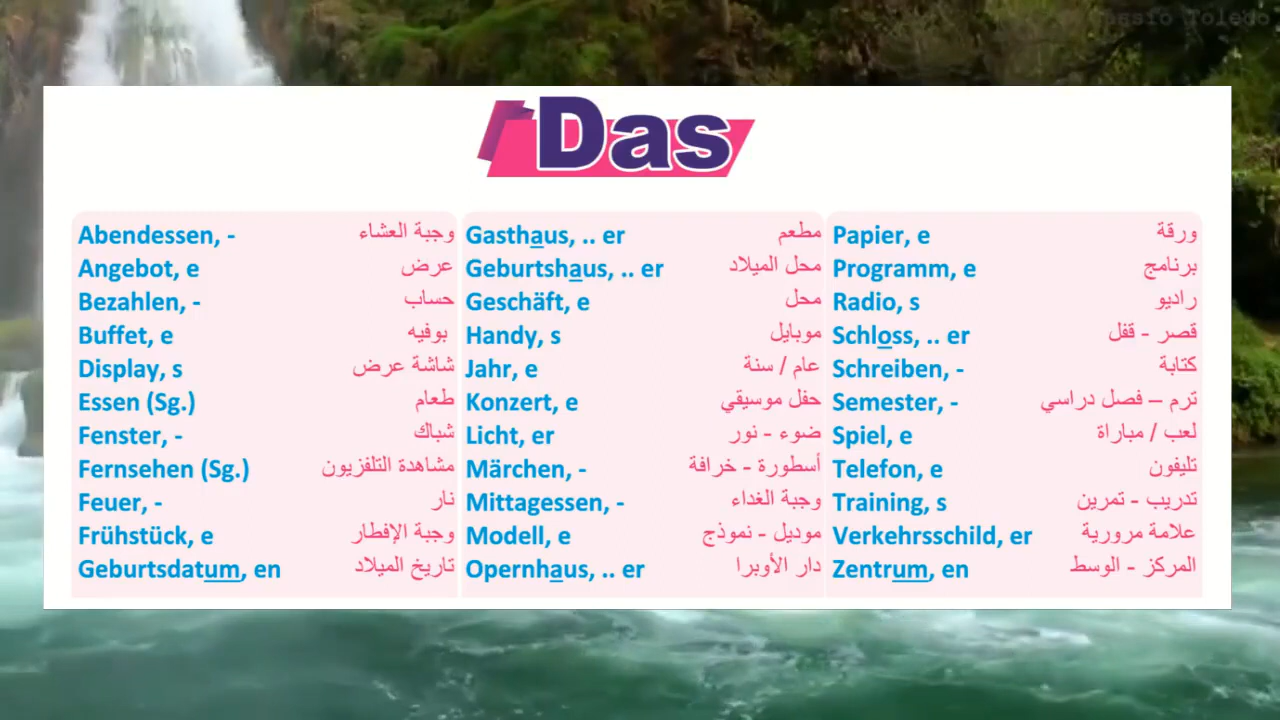 Toledo
Das
Abendessen, - وجبة العشاء
Angebot, e عرض
Bezahlen, - حساب
Buffet, e بوفيه
Display, s شاشة عرض
Essen (Sg.) طعام
Fenster, - شباك
Fernsehen (Sg.) مشاهدة التلفزيون
Feuer, - نار
Frühstück, e وجبة الإفطار
Geburtsdatum, en تاريخ الميلاد
Gasthaus, .. er مطعم
Geburtshaus, .. er محل الميلاد
Geschäft, e محل
Handy, s موبايل
Jahr, e عام / سنة
Konzert, e حفل موسيقي
Licht, er ضوء - نور
Märchen, - أسطورة - خرافة
Mittagessen, - وجبة الغداء
Modell, e موديل - نموذج
Opernhaus, .. er دار الأوبرا
Papier, e ورقة
Programm, e برنامج
Radio, s راديو
Schloss, .. er قصر - قفل
Schreiben, - كتابة
Semester, - ترم – فصل دراسي
Spiel, e لعب / مباراة
Telefon, e تليفون
Training, s تدريب - تمرين
Verkehrsschild, er علامة مرورية
Zentrum, en المركز - الوسط